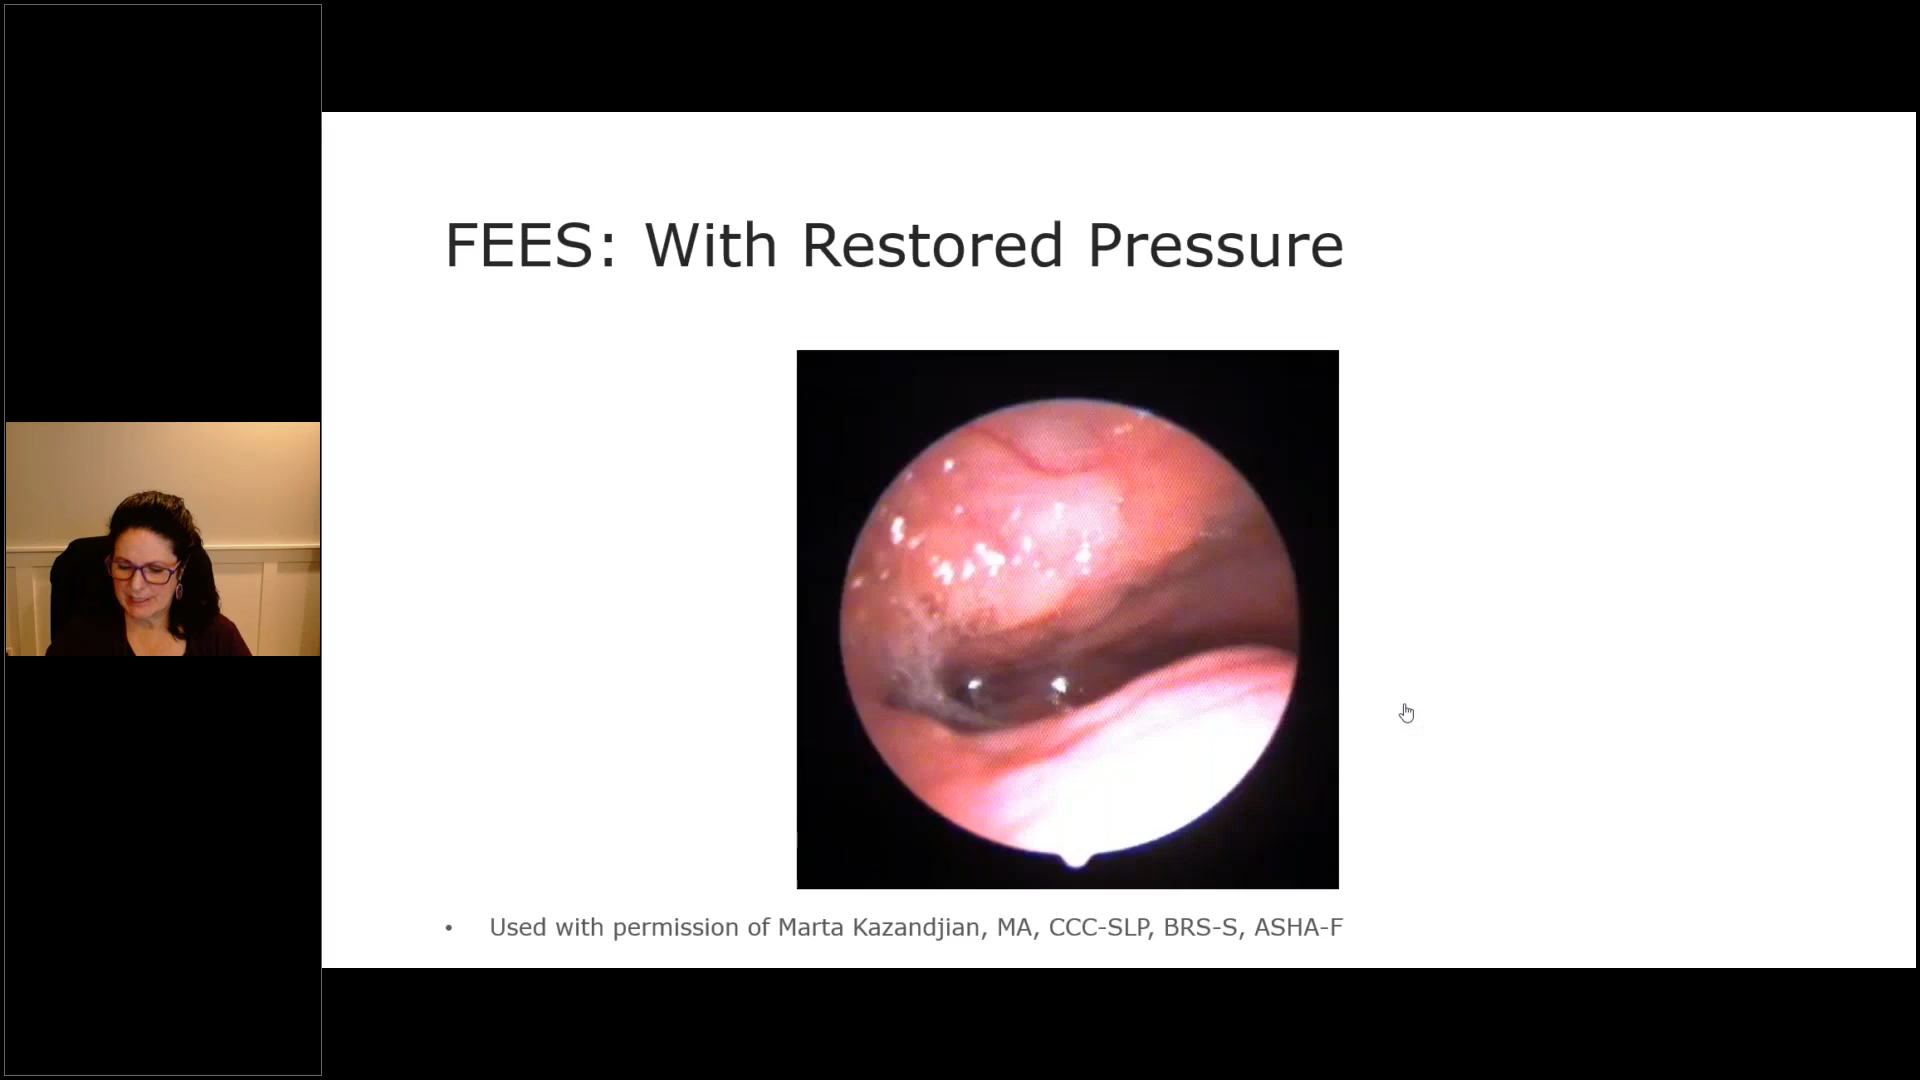 FEES: With Restored Pressure
• Used with permission of Marta Kazandjian, MA, CCC-SLP, BRS-S, ASHA-F